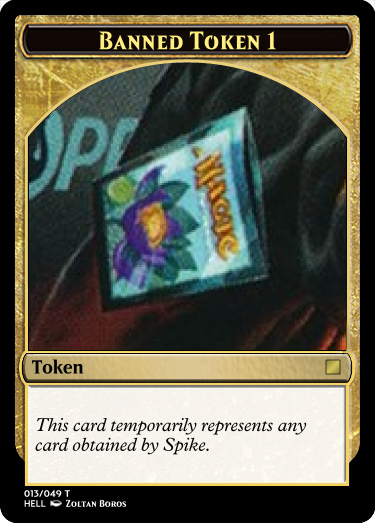 BANNED TOKEN 1
OPP
MAGIC
Token
This card temporarily represents any
card obtained by Spike.
013/049 T
HELL ZOLTAN BOROS